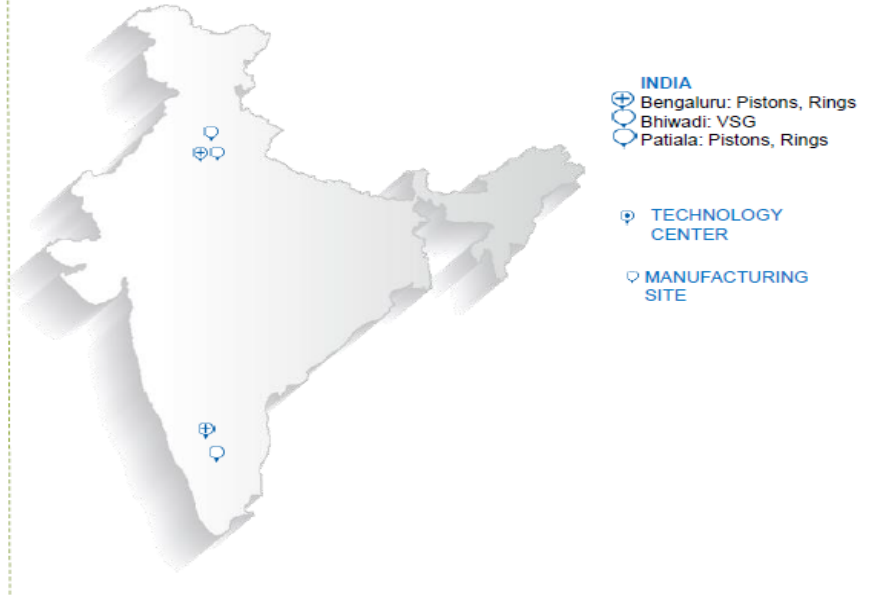 INDIA
Bengaluru: Pistons, Rings
Bhiwadi: VSG
Patiala: Pistons, Rings
TECHNOLOGY
CENTER
MANUFACTURING
SITE